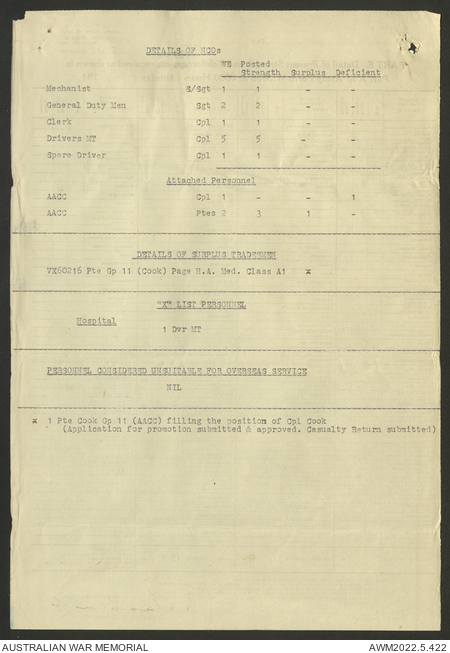 DETAILS OF NCOs
WE Posted
Strength Surplus Deficient
Mechanist S/Sgt 1 1 - -
General Duty Men Sgt 2 2 - -
Clerk Cpl 1 1 - -
Drivers MT Cpl 5 5 - -
Spare Driver Cpl 1 1 - -
Attached Personnel
AACC Cpl 1 - - 1
AACC Ptes 2 3 1 -
DETAILS OF SURPLUS TRADESMEN
VX60216 Pte Gp 11 (Cook) Page H.A. Med. Class A1 x
"X" LIST PERSONNEL
Hospital
1 Dvr MT
PERSONNEL CONSIDERED UNSUITABLE FOR OVERSEAS SERVICE
NIL
x 1 Pte Cook Gp 11 (AACC) filling the position of Cpl Cook
(Application for promotion submitted & approved. Casualty Return submitted)
AUSTRALIAN WAR MEMORIAL AWM2022.5.422